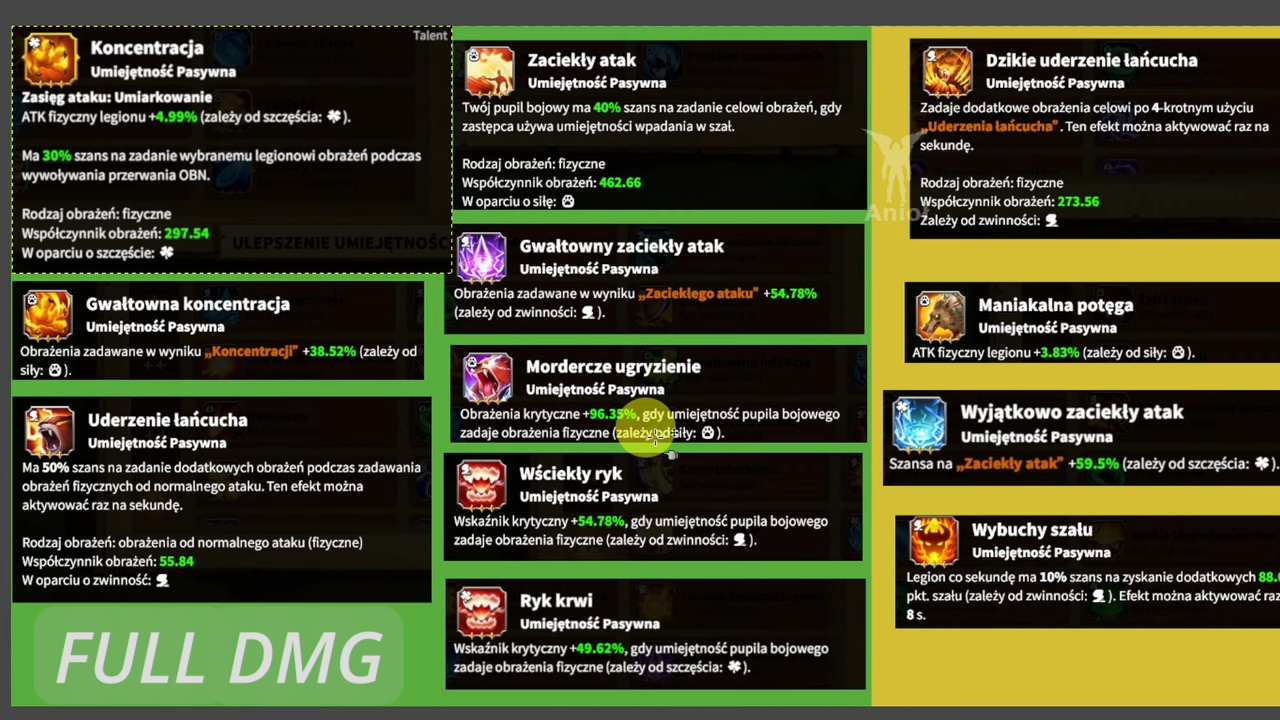 Talent
Koncentracja
Umiejętność Pasywna
Zasięg ataku: Umiarkowanie
ATK fizyczny legionu +4.99% (zależy od szczęścia: ).
Ma 30% szans na zadanie wybranemu legionowi obrażeń podczas
wywoływania przerwania OBN.
Rodzaj obrażeń: fizyczne
Współczynnik obrażeń: 297.54
W oparciu o szczęście:
ULEPSZENIE UMIEJĘTNOŚC
Gwałtowna koncentracja
Umiejętność Pasywna
Obrażenia zadawane w wyniku „Koncentracji” +38.52% (zależy od
siły: ).
Uderzenie łańcucha
Umiejętność Pasywna
Ma 50% szans na zadanie dodatkowych obrażeń podczas zadawania
obrażeń fizycznych od normalnego ataku. Ten efekt można
aktywować raz na sekundę.
Rodzaj obrażeń: obrażenia od normalnego ataku (fizyczne)
Współczynnik obrażeń: 55.84
W oparciu o zwinność:
FULL DMG
Zaciekły atak
Umiejętność Pasywna
Twój pupil bojowy ma 40% szans na zadanie celowi obrażeń, gdy
zastępca używa umiejętności wpadania w szał.
Rodzaj obrażeń: fizyczne
Współczynnik obrażeń: 462.66
W oparciu o siłę:
Gwałtowny zaciekły atak
Umiejętność Pasywna
Obrażenia zadawane w wyniku „Zaciekłego ataku” +54.78%
(zależy od zwinności: ).
Mordercze ugryzienie
Umiejętność Pasywna
Obrażenia krytyczne +96.35%, gdy umiejętność pupila bojowego
zadaje obrażenia fizyczne (zależy od siły: ).
Wściekły ryk
Umiejętność Pasywna
Wskaźnik krytyczny +54.78%, gdy umiejętność pupila bojowego
zadaje obrażenia fizyczne (zależy od zwinności: ).
Ryk krwi
Umiejętność Pasywna
Wskaźnik krytyczny +49.62%, gdy umiejętność pupila bojowego
zadaje obrażenia fizyczne (zależy od szczęścia: ).
Dzikie uderzenie łańcucha
Umiejętność Pasywna
Zadaje dodatkowe obrażenia celowi po 4-krotnym użyciu
„Uderzenia łańcucha” . Ten efekt można aktywować raz na
sekundę.
Rodzaj obrażeń: fizyczne
Współczynnik obrażeń: 273.56
Zależy od zwinności:
Anioł
Maniakalna potęga
Umiejętność Pasywna
ATK fizyczny legionu +3.83% (zależy od siły: ).
Wyjątkowo zaciekły atak
Umiejętność Pasywna
Szansa na „Zaciekły atak” +59.5% (zależy od szczęścia: ).
Wybuchy szału
Umiejętność Pasywna
Legion co sekundę ma 10% szans na zyskanie dodatkowych 88.
pkt. szału (zależy od zwinności: ). Efekt można aktywować raz
8 s.